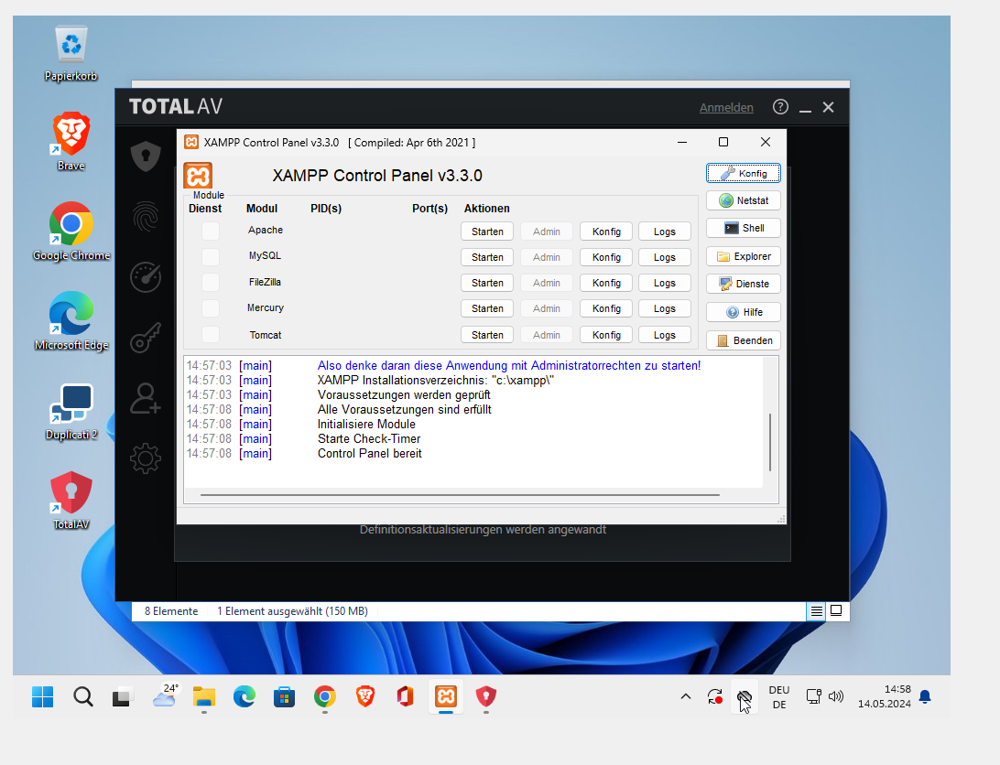 Papierkorb
Brave
Google Chrome
Microsoft Edge
Duplicati 2
TotalAV
TOTALAV
Anmelden
XAMPP Control Panel v3.3.0 [ Compiled: Apr 6th 2021 ]
XAMPP Control Panel v3.3.0
Module
Dienst Modul PID(s) Port(s) Aktionen
Apache Starten Admin Konfig Logs
MySQL Starten Admin Konfig Logs
FileZilla Starten Admin Konfig Logs
Mercury Starten Admin Konfig Logs
Tomcat Starten Admin Konfig Logs
Konfig
Netstat
Shell
Explorer
Dienste
Hilfe
Beenden
14:57:03 [main] Also denke daran diese Anwendung mit Administratorrechten zu starten!
14:57:03 [main] XAMPP Installationsverzeichnis: "c:\xampp\"
14:57:03 [main] Voraussetzungen werden geprüft
14:57:08 [main] Alle Voraussetzungen sind erfüllt
14:57:08 [main] Initialisiere Module
14:57:08 [main] Starte Check-Timer
14:57:08 [main] Control Panel bereit
Definitionsaktualisierungen werden angewandt
8 Elemente 1 Element ausgewählt (150 MB)
24°
DEU
DE
14:58
14.05.2024